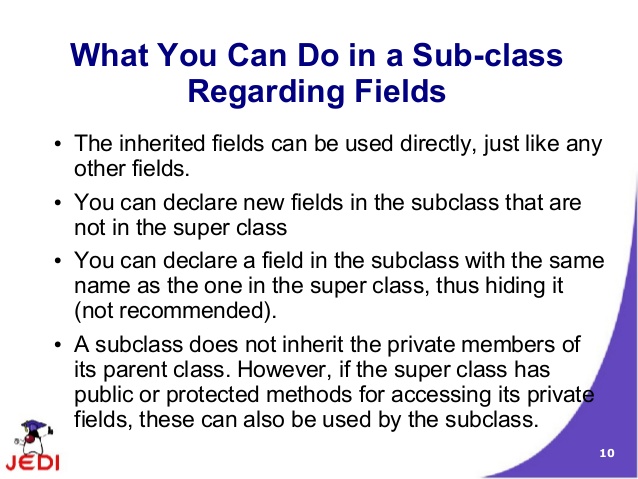 What You Can Do in a Sub-class
Regarding Fields
• The inherited fields can be used directly, just like any
other fields.
• You can declare new fields in the subclass that are
not in the super class
• You can declare a field in the subclass with the same
name as the one in the super class, thus hiding it
(not recommended).
• A subclass does not inherit the private members of
its parent class. However, if the super class has
public or protected methods for accessing its private
fields, these can also be used by the subclass.
JEDI
10